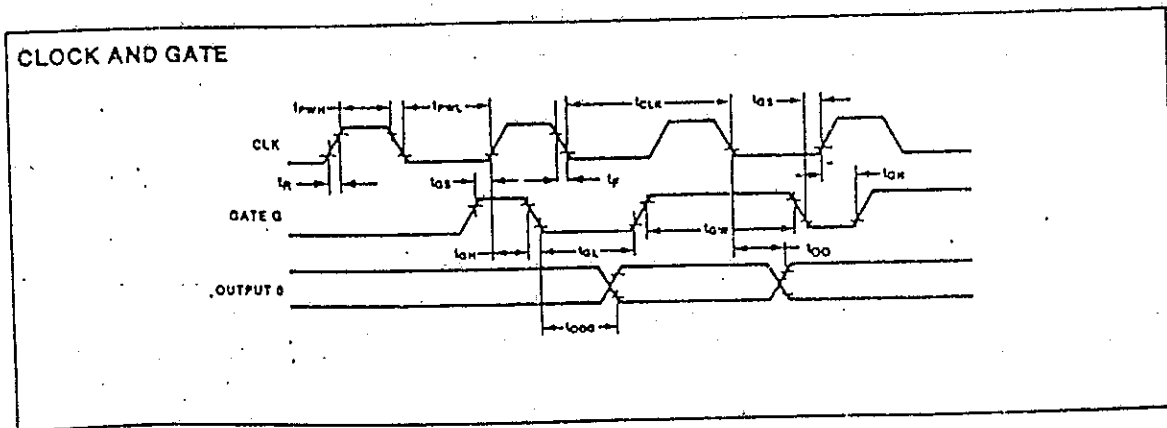 CLOCK AND GATE
tPWH tPWL tCLK tGS
CLK
tR tGS tF tGH
GATE G
tGH tGL tGW tOD
OUTPUT O
tODG